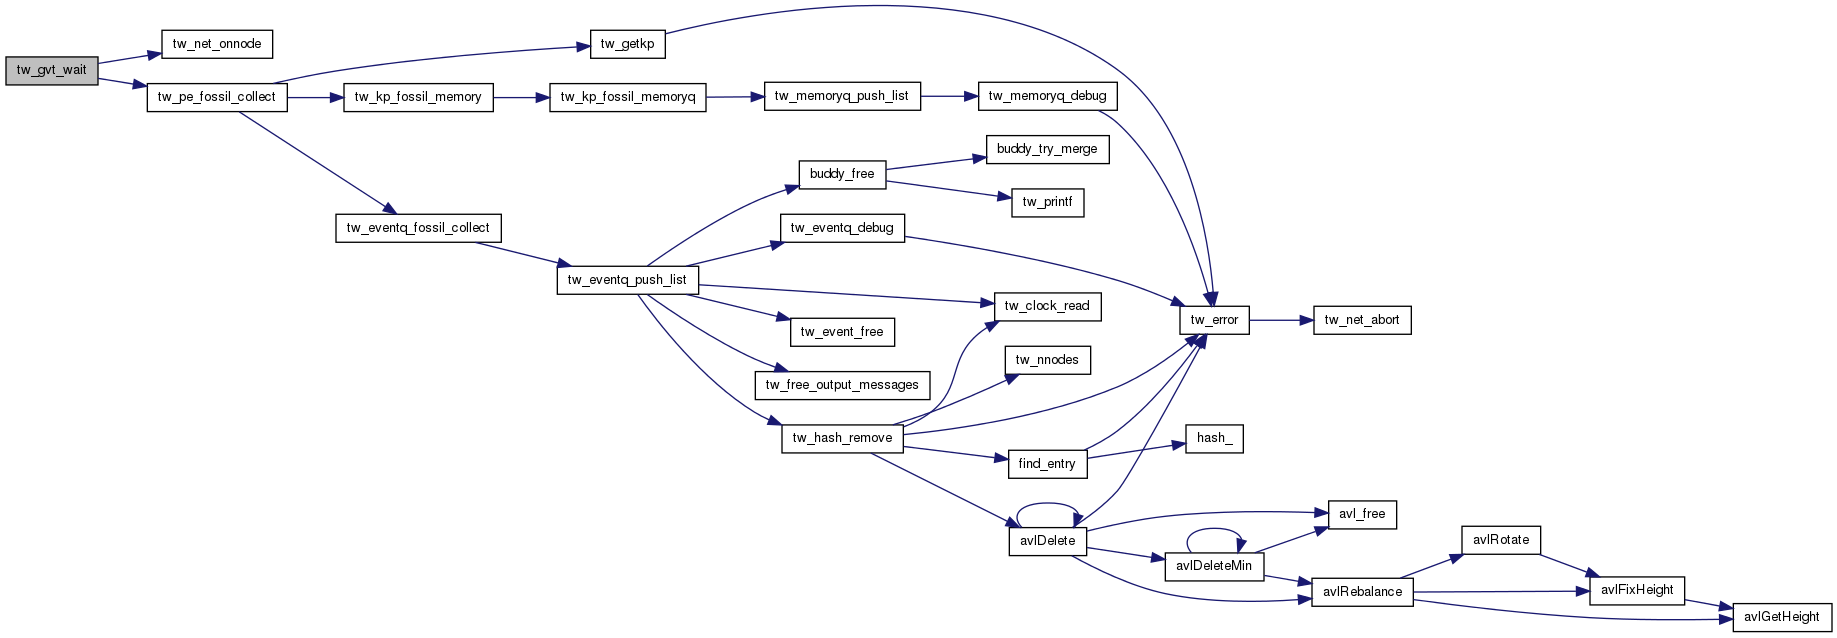 tw_gvt_wait
tw_net_onnode
tw_pe_fossil_collect
tw_getkp
tw_kp_fossil_memory
tw_kp_fossil_memoryq
tw_memoryq_push_list
tw_memoryq_debug
buddy_free
buddy_try_merge
tw_printf
tw_eventq_fossil_collect
tw_eventq_push_list
tw_eventq_debug
tw_clock_read
tw_event_free
tw_error
tw_net_abort
tw_nnodes
tw_free_output_messages
tw_hash_remove
find_entry
hash_
avlDelete
avl_free
avlDeleteMin
avlRotate
avlRebalance
avlFixHeight
avlGetHeight